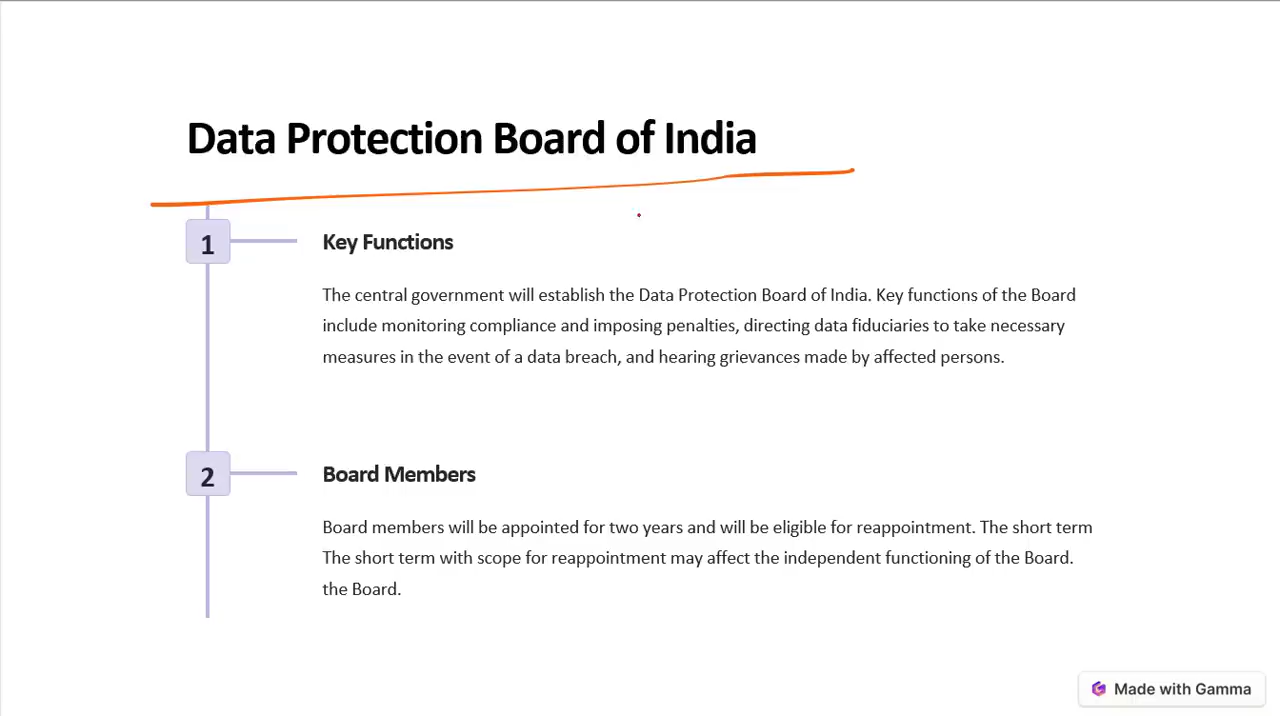 Data Protection Board of India
1
Key Functions
The central government will establish the Data Protection Board of India. Key functions of the Board
include monitoring compliance and imposing penalties, directing data fiduciaries to take necessary
measures in the event of a data breach, and hearing grievances made by affected persons.
2
Board Members
Board members will be appointed for two years and will be eligible for reappointment. The short term
The short term with scope for reappointment may affect the independent functioning of the Board.
the Board.
Made with Gamma